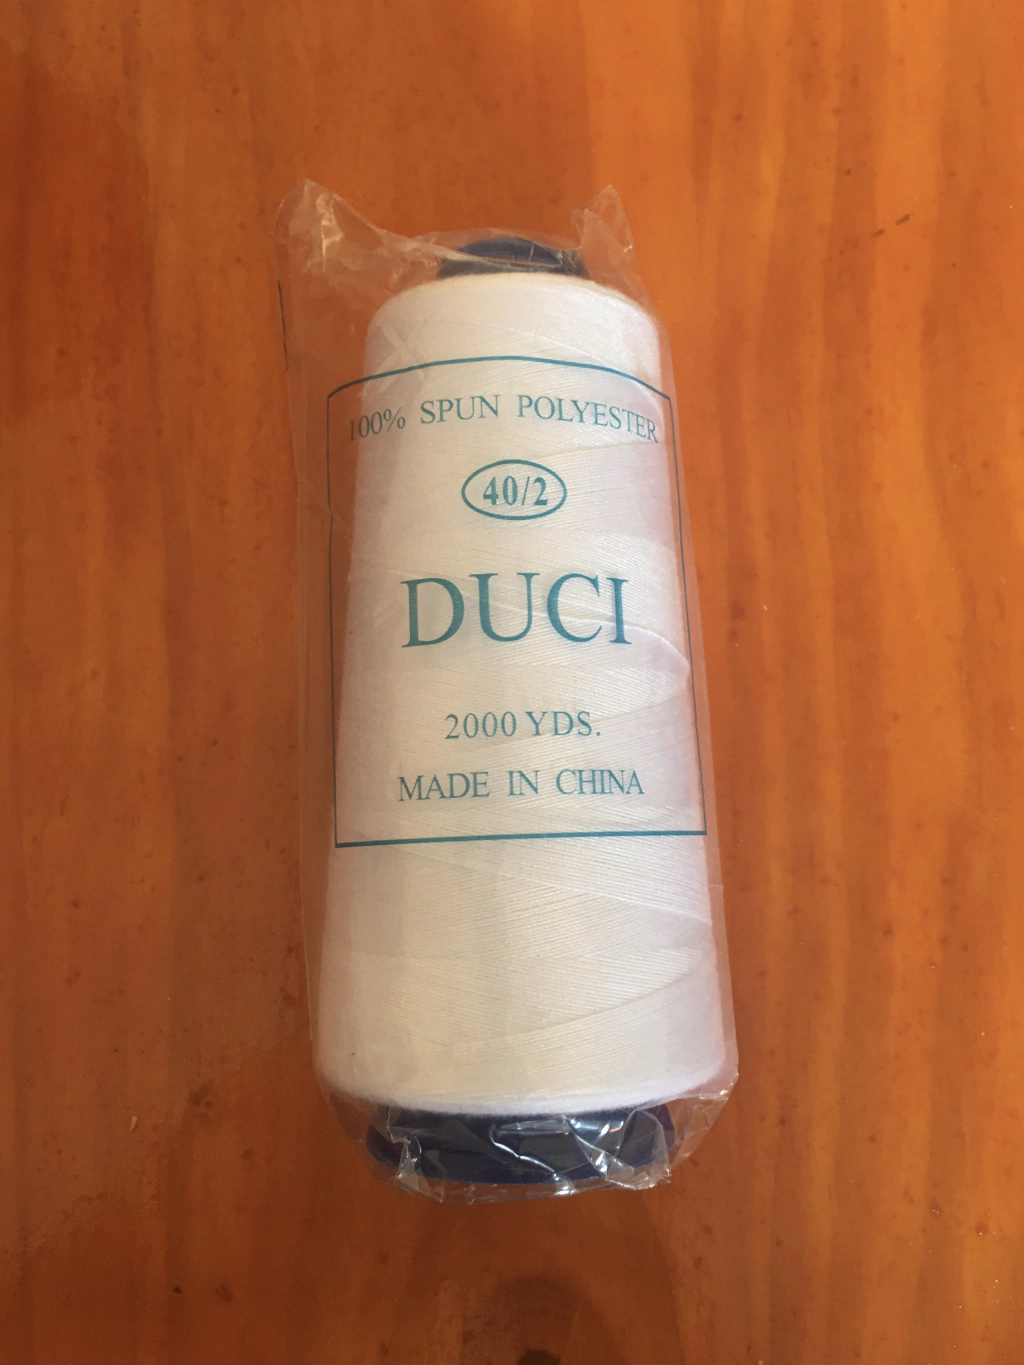 100% SPUN POLYESTER
40/2
DUCI
2000 YDS.
MADE IN CHINA